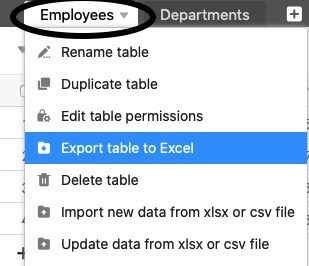 Employees Departments
Rename table
Duplicate table
Edit table permissions
Export table to Excel
Delete table
Import new data from xlsx or csv file
Update data from xlsx or csv file